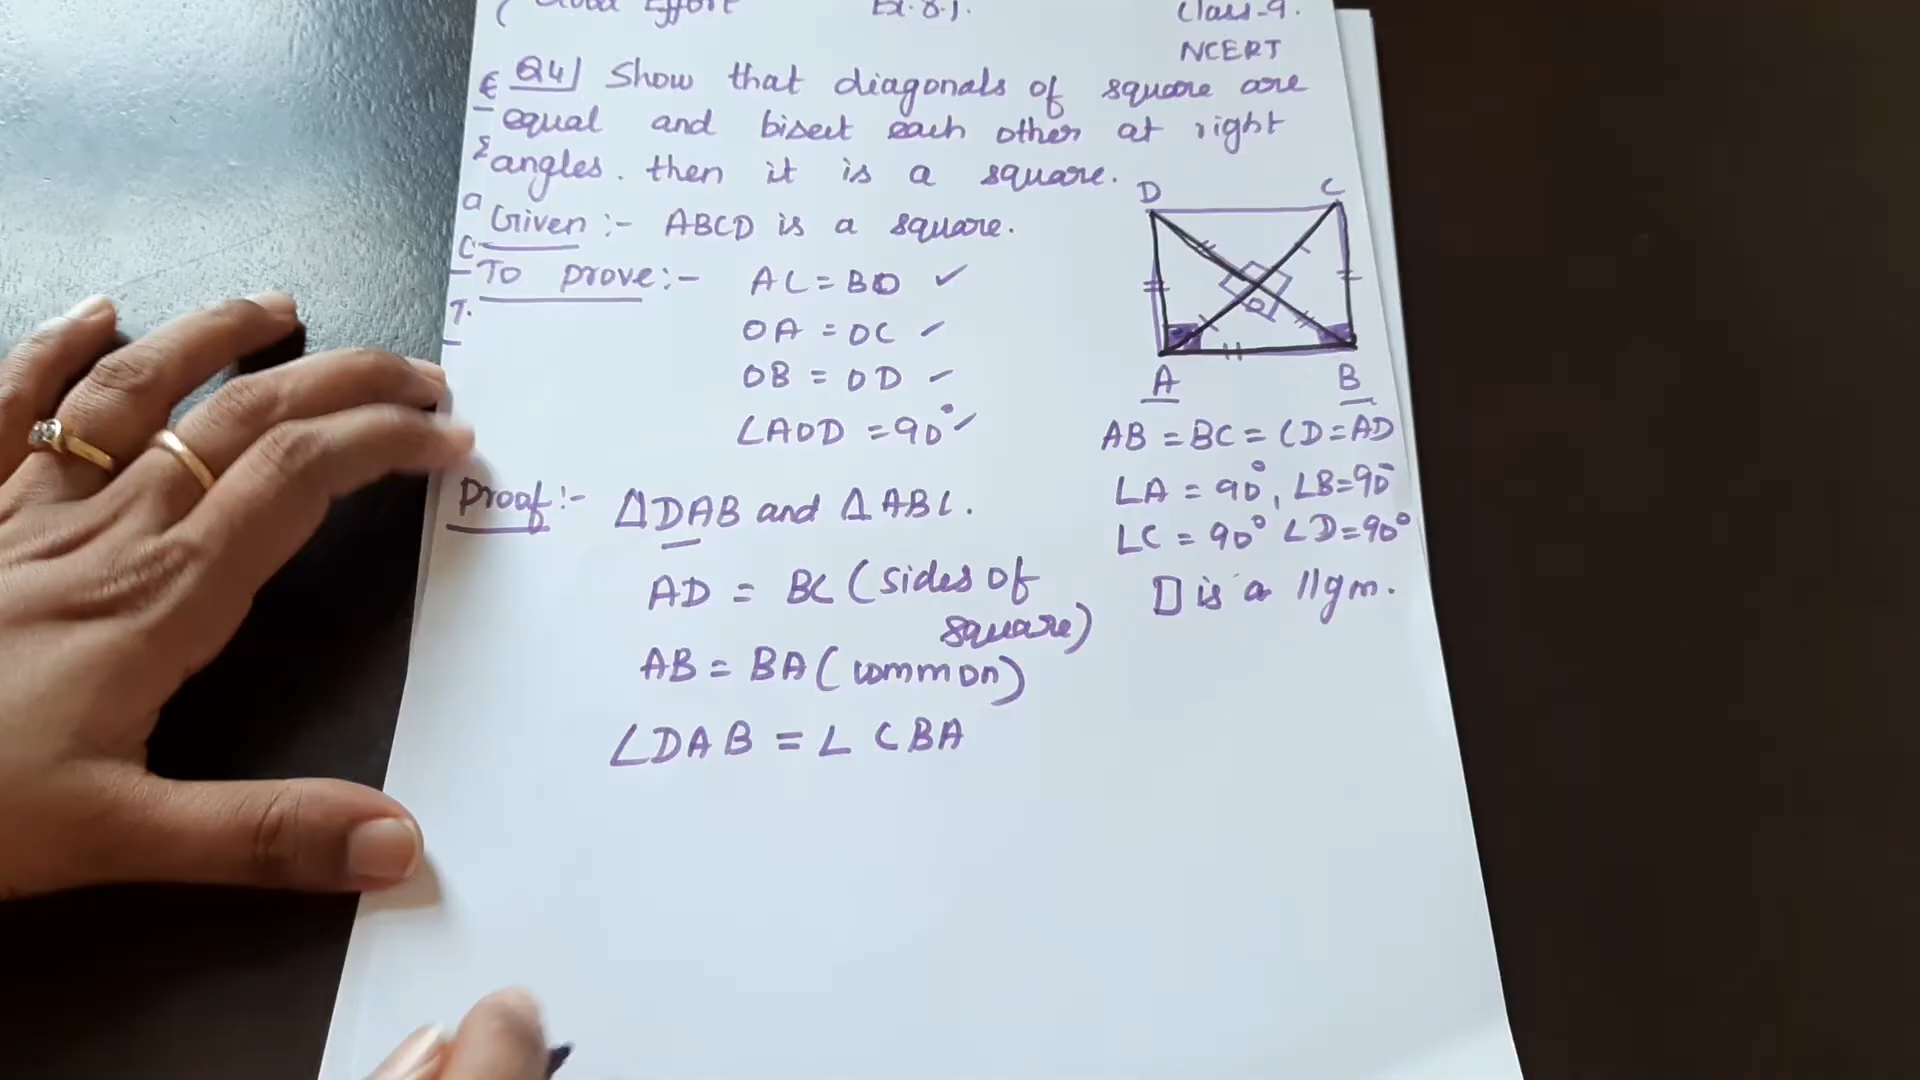 Ex. 8.1.
Class-9.
NCERT
Q4) Show that diagonals of square are
equal and bisect each other at right
angles. then it is a square.
Given :- ABCD is a square.
To prove:- AC = BD ✓
OA = OC ✓
OB = OD ✓
∠AOD = 90° ✓
D C
O
A B
AB = BC = CD = AD
∠A = 90°, ∠B = 90°
∠C = 90° ∠D = 90°
□ is a ||gm.
Proof :- ΔDAB and ΔABC.
AD = BC (sides of
square)
AB = BA (common)
∠DAB = ∠CBA